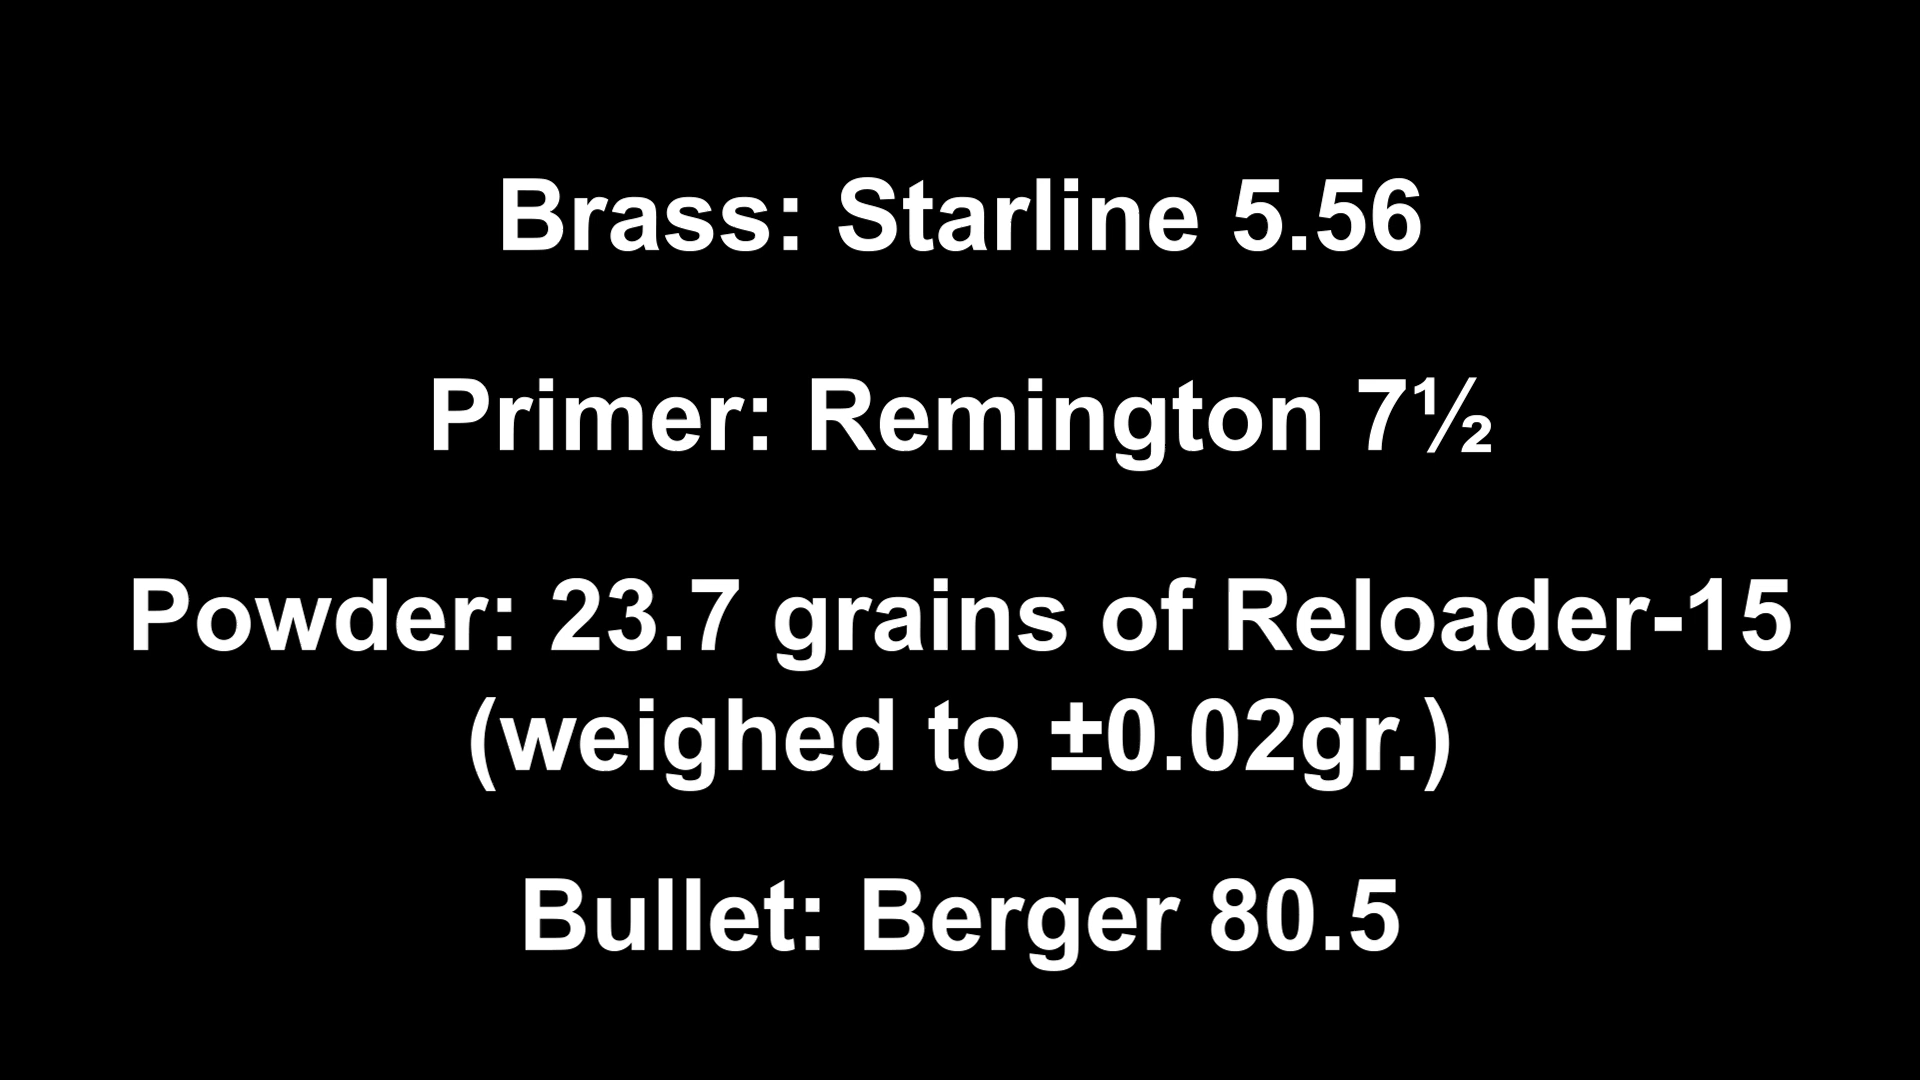 Brass: Starline 5.56
Primer: Remington 7½
Powder: 23.7 grains of Reloader-15
(weighed to ±0.02gr.)
Bullet: Berger 80.5